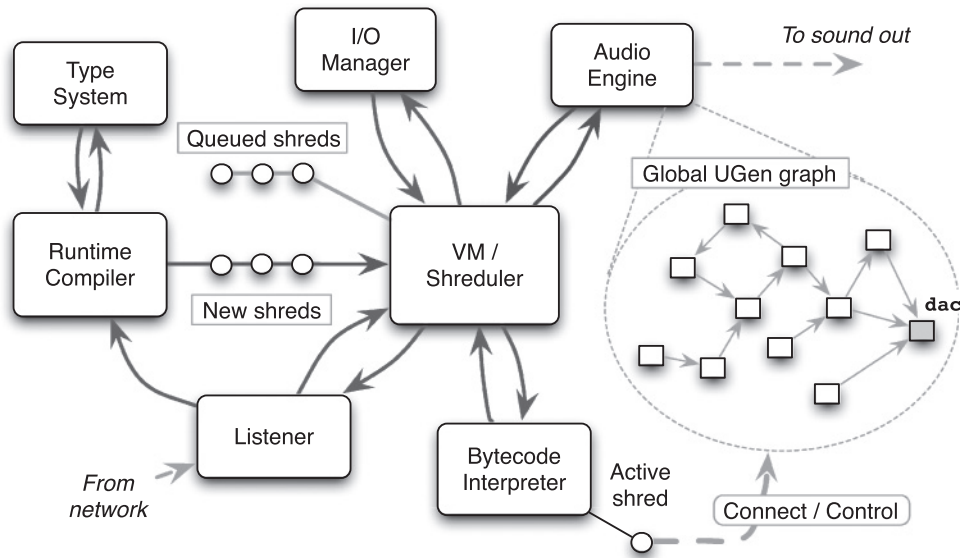 I/O
Manager
Audio
Engine
To sound out
Type
System
Queued shreds
Global UGen graph
Runtime
Compiler
VM /
Shreduler
New shreds
dac
Listener
Bytecode
Interpreter
Active
shred
From
network
Connect / Control